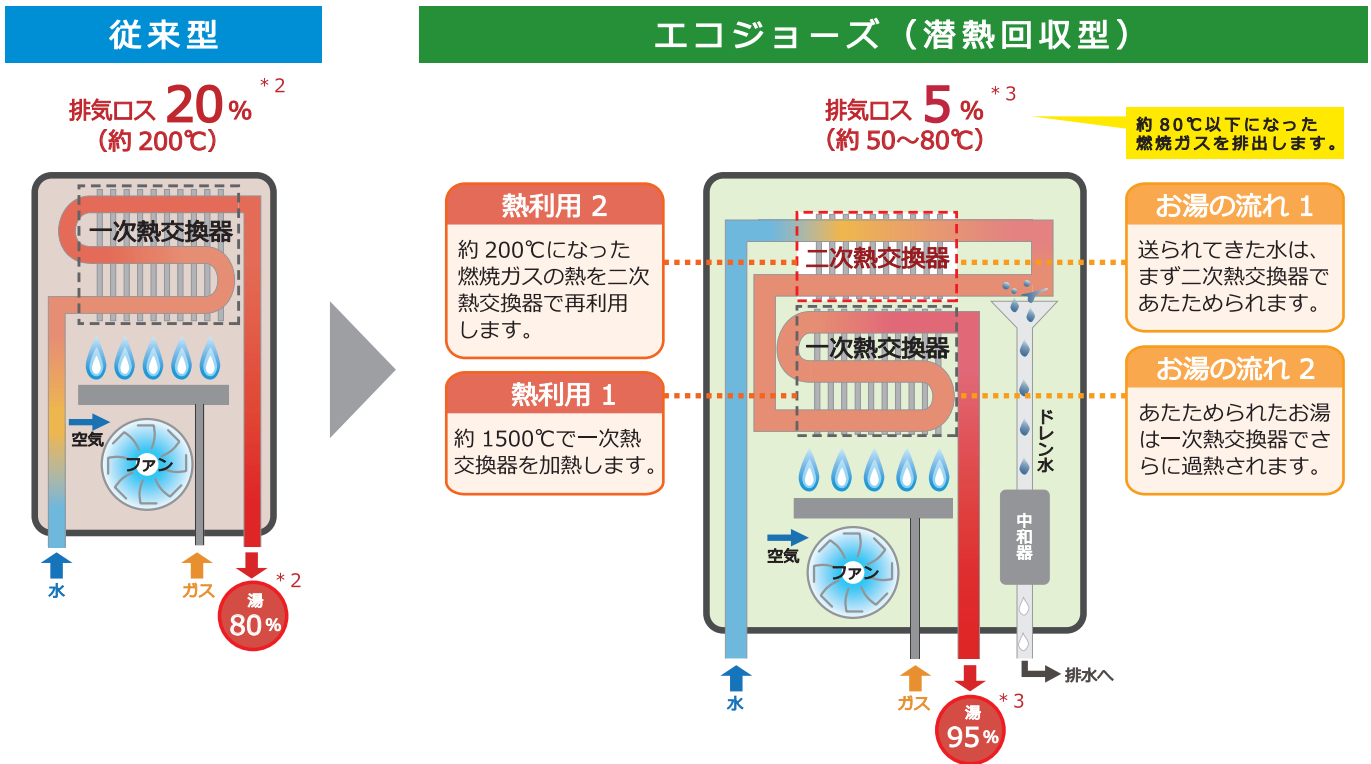 従来型
排気ロス 20% *2
(約 200℃)
一次熱交換器
空気
ファン
水
ガス
湯
80% *2
エコジョーズ(潜熱回収型)
排気ロス 5% *3
(約 50〜80℃)
約80℃以下になった
燃焼ガスを排出します。
熱利用 2
約 200℃になった
燃焼ガスの熱を二次
熱交換器で再利用
します。
熱利用 1
約 1500℃で一次熱
交換器を加熱します。
二次熱交換器
一次熱交換器
空気
ファン
ドレン水
中和器
水
ガス
湯
95% *3
排水へ
お湯の流れ 1
送られてきた水は、
まず二次熱交換器で
あたためられます。
お湯の流れ 2
あたためられたお湯
は一次熱交換器でさ
らに過熱されます。